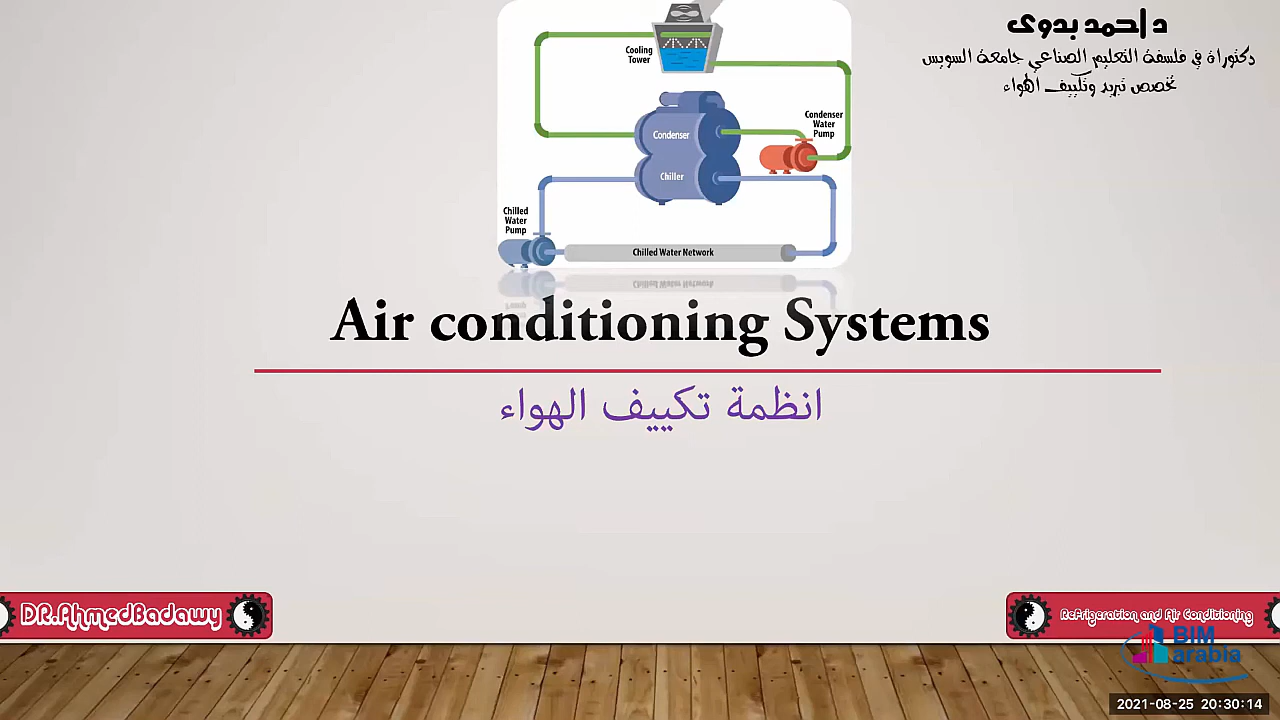 د/احمد بدوى
دكتوراة في فلسفة التعليم الصناعي جامعة السويس
تخصص تبريد وتكييف الهواء
Cooling
Tower
Condenser
Water
Pump
Condenser
Chiller
Chilled
Water
Pump
Chilled Water Network
Air conditioning Systems
انظمة تكييف الهواء
DR.AhmedBadawy
Refrigeration and Air Conditioning
BIM
arabia
2021-08-25 20:30:14